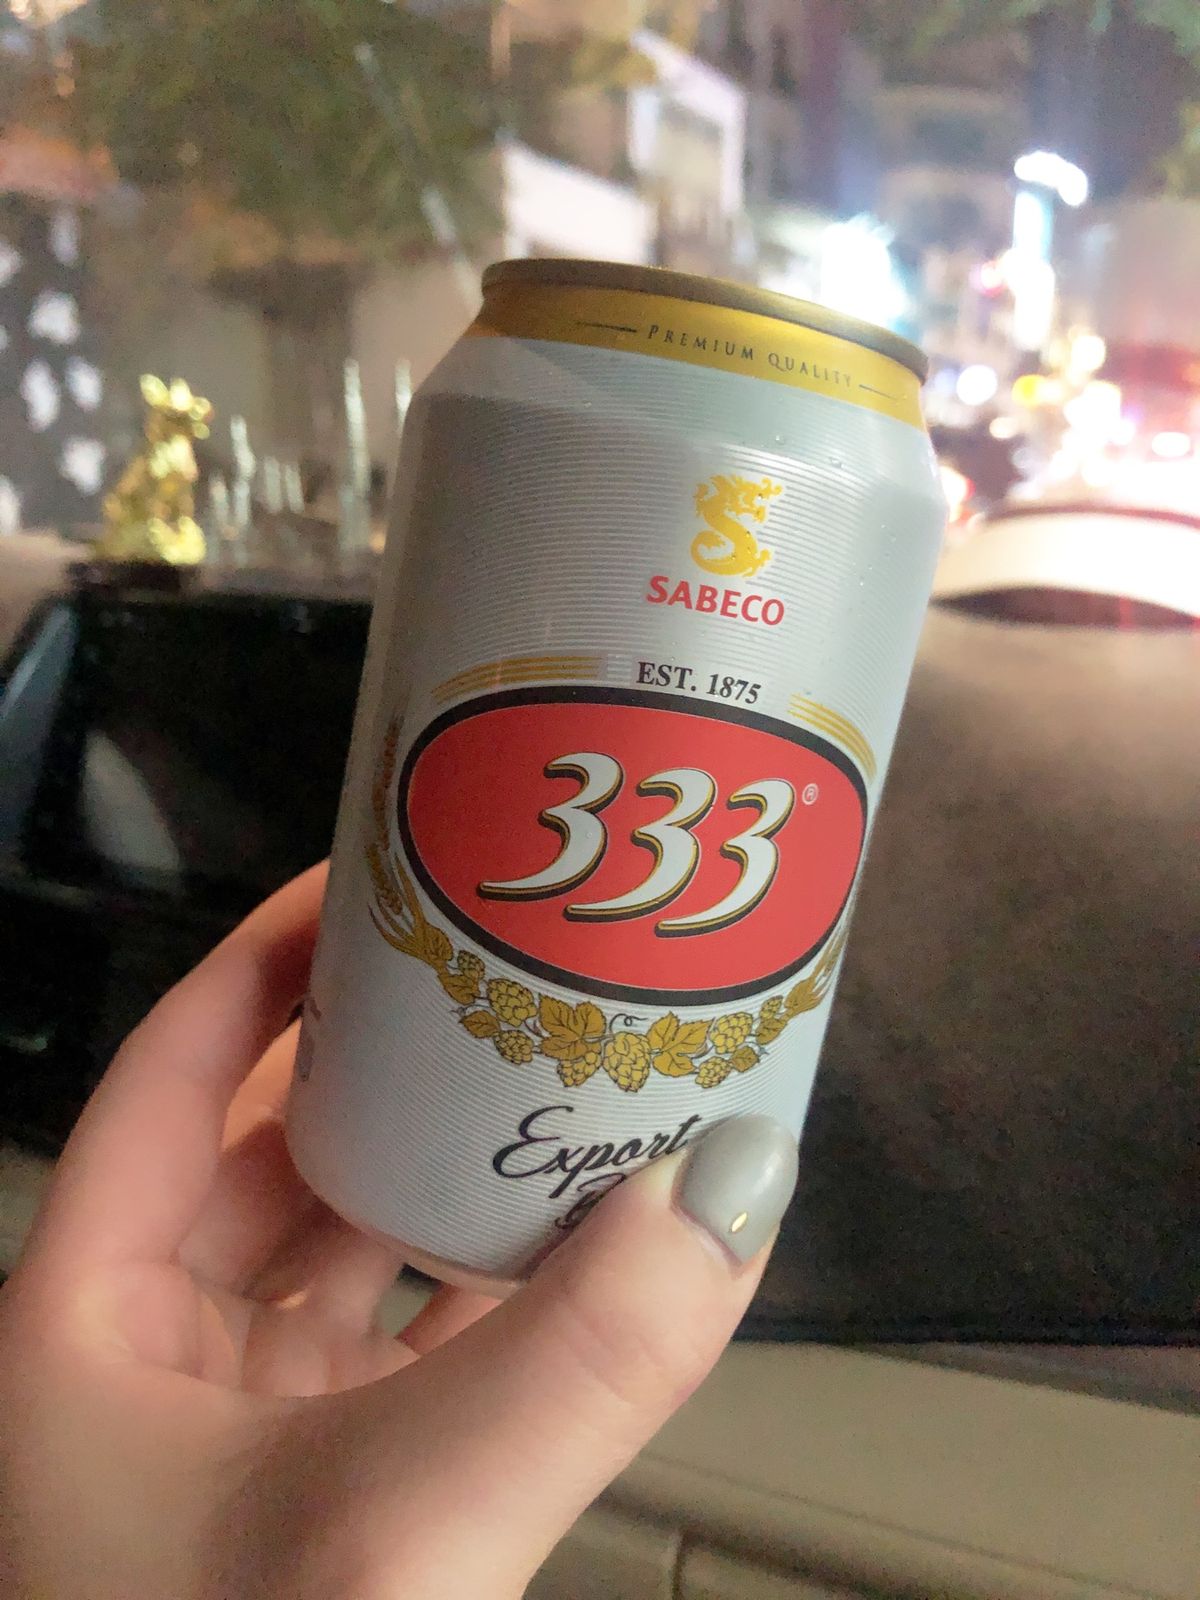 PREMIUM QUALITY
SABECO
EST. 1875
333®
Export